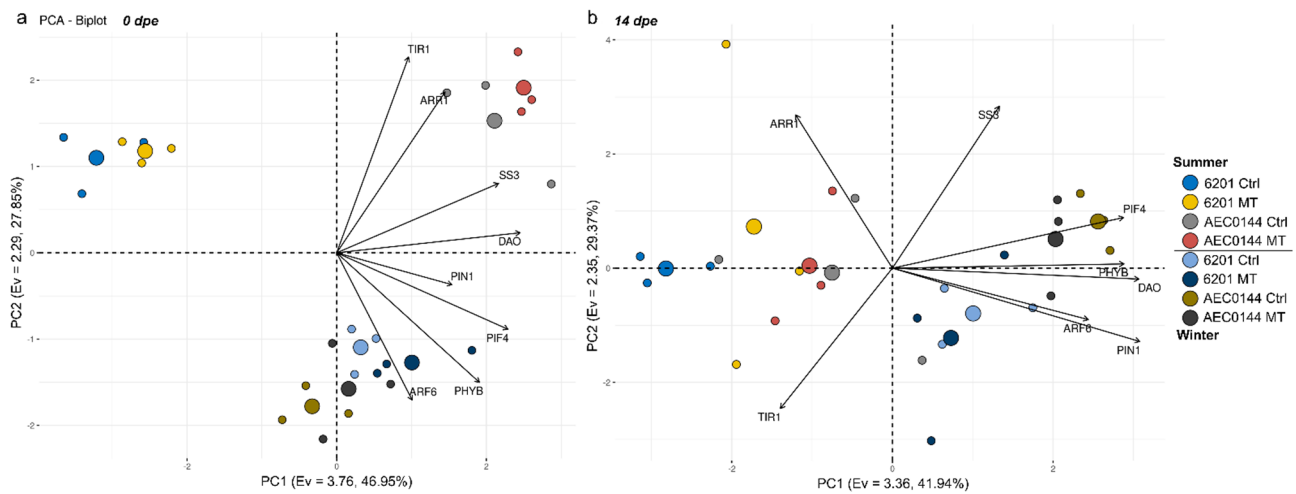 a PCA - Biplot 0 dpe
TIR1
ARR1
SS3
DAO
PIN1
PIF4
PHYB
ARF6
2
1
0
-1
-2
PC2 (Ev = 2.29, 27.85%)
-2 0 2
PC1 (Ev = 3.76, 46.95%)
b 14 dpe
ARR1
SS3
PIF4
PHYB
DAO
ARF6
PIN1
TIR1
4
2
0
-2
PC2 (Ev = 2.35, 29.37%)
-2 0 2
PC1 (Ev = 3.36, 41.94%)
Summer
6201 Ctrl
6201 MT
AEC0144 Ctrl
AEC0144 MT
6201 Ctrl
6201 MT
AEC0144 Ctrl
AEC0144 MT
Winter